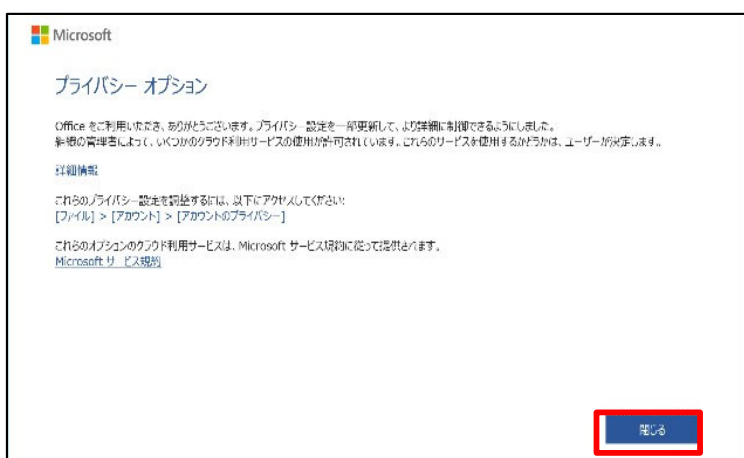 Microsoft
プライバシー オプション
Office をご利用いただき、ありがとうございます。プライバシー設定を一部更新して、より詳細に制御できるようにしました。
組織の管理者によって、いくつかのクラウド利用サービスの使用が許可されています。これらのサービスを使用するかどうかは、ユーザーが決定します。
詳細情報
これらのプライバシー設定を調整するには、以下にアクセスしてください:
[ファイル] > [アカウント] > [アカウントのプライバシー]
これらのオプションのクラウド利用サービスは、Microsoft サービス規約に従って提供されます。
Microsoft サービス規約
閉じる